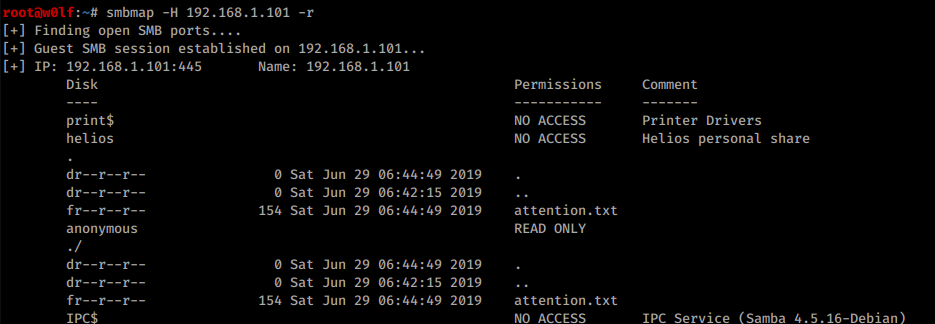 root@w0lf:~# smbmap -H 192.168.1.101 -r
[+] Finding open SMB ports....
[+] Guest SMB session established on 192.168.1.101...
[+] IP: 192.168.1.101:445 Name: 192.168.1.101
Disk Permissions Comment
---- ----------- -------
print$ NO ACCESS Printer Drivers
helios NO ACCESS Helios personal share
.
dr--r--r-- 0 Sat Jun 29 06:44:49 2019 .
dr--r--r-- 0 Sat Jun 29 06:42:15 2019 ..
fr--r--r-- 154 Sat Jun 29 06:44:49 2019 attention.txt
anonymous READ ONLY
./
dr--r--r-- 0 Sat Jun 29 06:44:49 2019 .
dr--r--r-- 0 Sat Jun 29 06:42:15 2019 ..
fr--r--r-- 154 Sat Jun 29 06:44:49 2019 attention.txt
IPC$ NO ACCESS IPC Service (Samba 4.5.16-Debian)